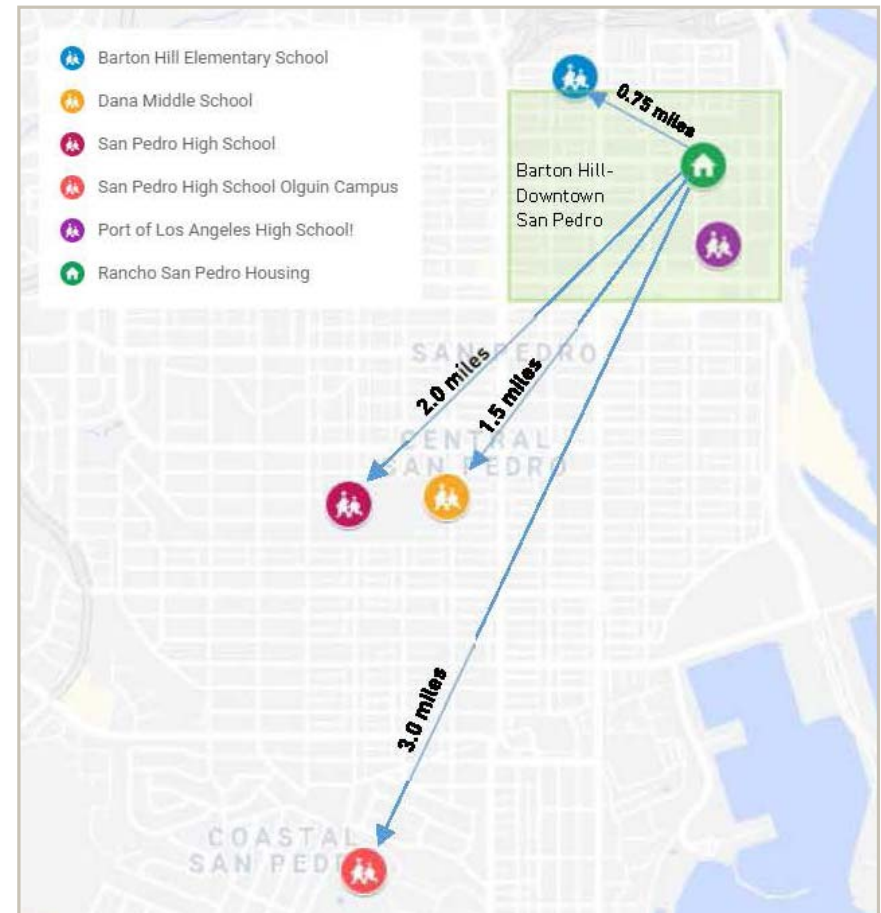 Barton Hill Elementary School
Dana Middle School
San Pedro High School
San Pedro High School Olguin Campus
Port of Los Angeles High School!
Rancho San Pedro Housing
0.75 miles
Barton Hill-
Downtown
San Pedro
SAN PEDRO
2.0 miles
1.5 miles
CENTRAL
SAN PEDRO
3.0 miles
COASTAL
SAN PED